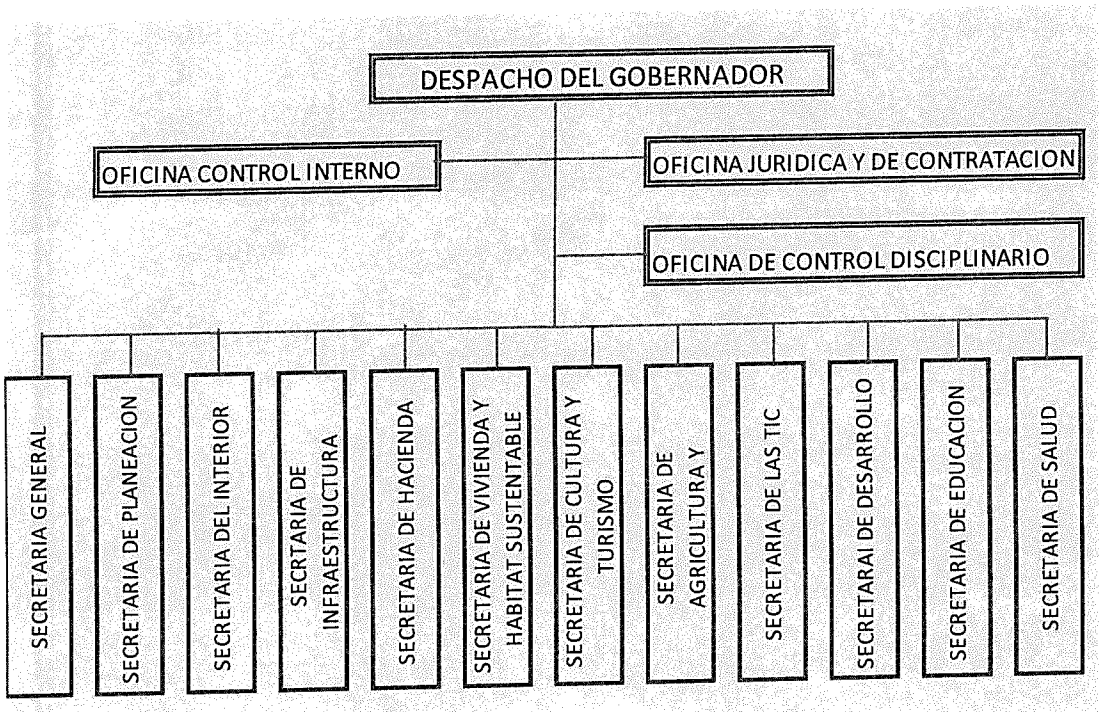 DESPACHO DEL GOBERNADOR
OFICINA CONTROL INTERNO
OFICINA JURIDICA Y DE CONTRATACION
OFICINA DE CONTROL DISCIPLINARIO
SECRETARIA GENERAL
SECRETARIA DE PLANEACION
SECRETARIA DEL INTERIOR
SECRTARIA DE
INFRAESTRUCTURA
SECRETARIA DE HACIENDA
SECRETARIA DE VIVIENDA Y
HABITAT SUSTENTABLE
SECRETARIA DE CULTURA Y
TURISMO
SECRETARIA DE
AGRICULTURA Y
SECRETARIA DE LAS TIC
SECRETARAI DE DESARROLLO
SECRETARIA DE EDUCACION
SECRETARIA DE SALUD